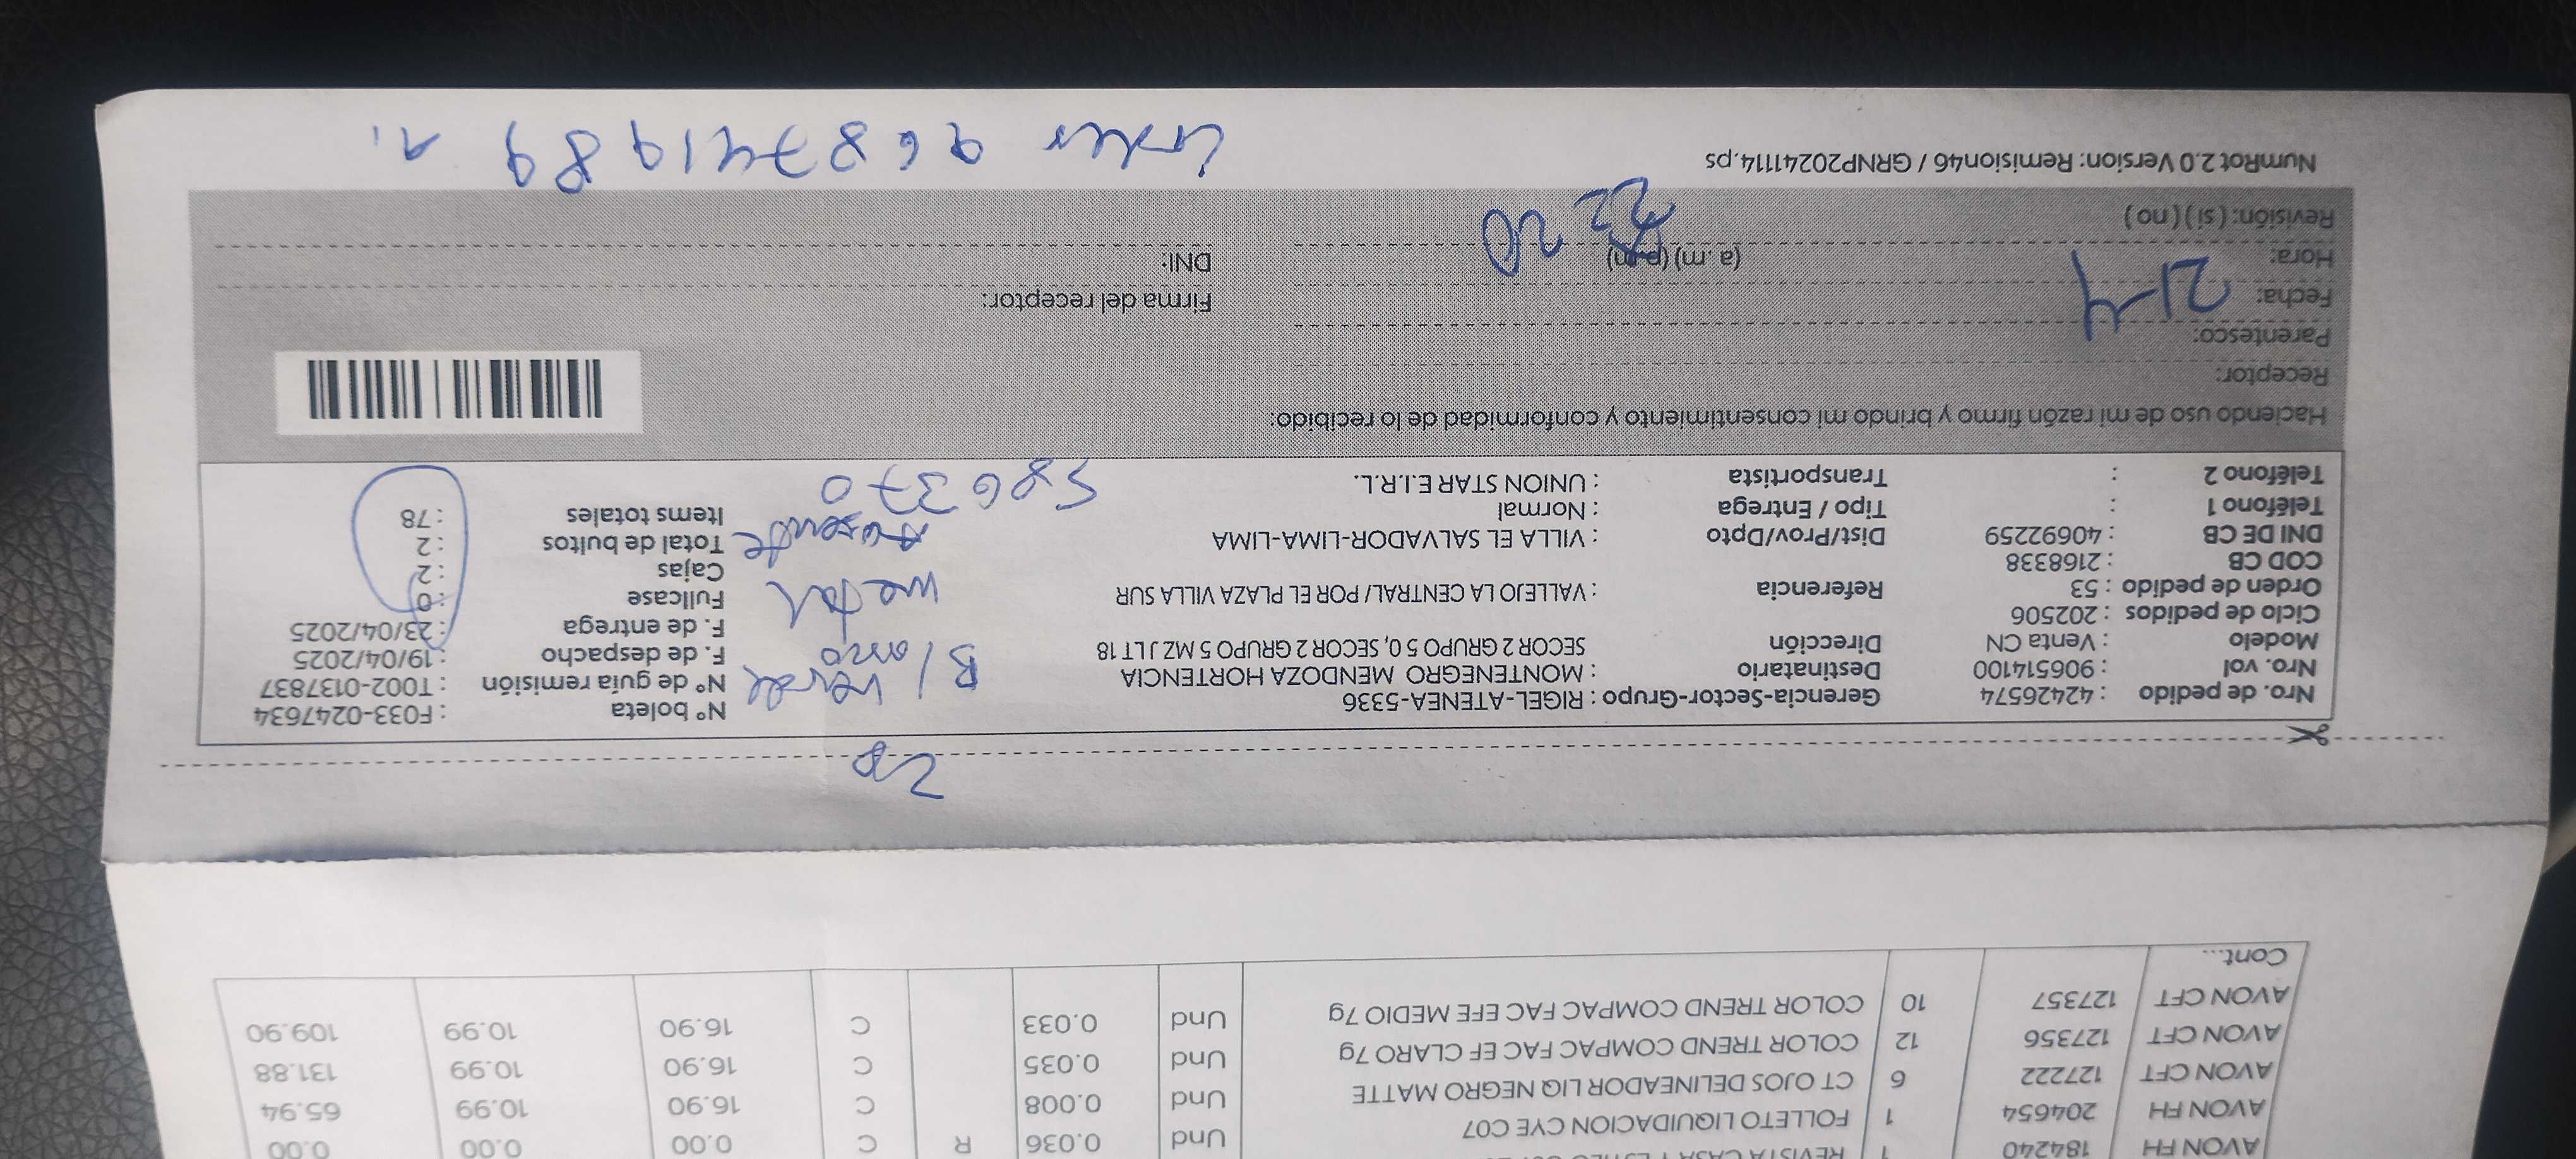 AVON FH 184240 1 REVISTA CASA Y ESTILO Und 0.036 R C 0.00 0.00 0.00
AVON FH 204654 1 FOLLETO LIQUIDACION CYE C07 Und 0.008 C 16.90 10.99 65.94
AVON CFT 127222 6 CT OJOS DELINEADOR LIQ NEGRO MATTE Und 0.035 C 16.90 10.99 131.88
AVON CFT 127356 12 COLOR TREND COMPAC FAC EF CLARO 7g Und 0.033 C 16.90 10.99 109.90
AVON CFT 127357 10 COLOR TREND COMPAC FAC EFE MEDIO 7g
Cont...
2p
Nro. de pedido : 42426574 Gerencia-Sector-Grupo : RIGEL-ATENEA-5336 N° boleta : F033-0247634
Nro. vol : 906514100 Destinatario : MONTENEGRO MENDOZA HORTENCIA N° de guía remisión : T002-0137837
Modelo : Venta CN Dirección SECCOR 2 GRUPO 5 0, SECOR 2 GRUPO 5 MZ J LT 18 F. de despacho : 19/04/2025
Ciclo de pedidos : 202506 F. de entrega : 23/04/2025
Orden de pedido : 53 Referencia : VALLEJO LA CENTRAL/ POR EL PLAZA VILLA SUR Fullcase : 0
COD CB : 2168338 Cajas : 2
DNI DE CB : 40692259 Dist/Prov/Dpto : VILLA EL SALVADOR-LIMA-LIMA Total de bultos : 2
Teléfono 1 : Tipo / Entrega : Normal Items totales : 78
Teléfono 2 : Transportista : UNION STAR E.I.R.L.
B/ verde
metal
Ausente
586370
Haciendo uso de mi razón firmo y brindo mi consentimiento y conformidad de lo recibido:
Receptor:
Parentesco:
Fecha: 21-4 Firma del receptor:
Hora: (a .m) (p.m) DNI:
Revisión: ( si ) ( no ) 22 20
NumRot 2.0 Version: Remision46 / GRNP20241114.ps
968741989